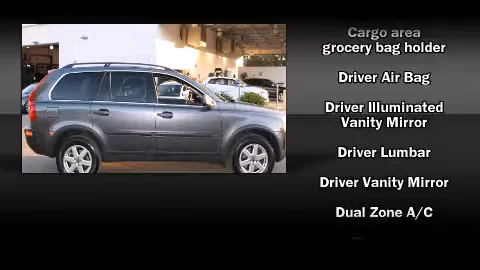 Cargo area
grocery bag holder
Driver Air Bag
Driver Illuminated
Vanity Mirror
Driver Lumbar
Driver Vanity Mirror
Dual Zone A/C